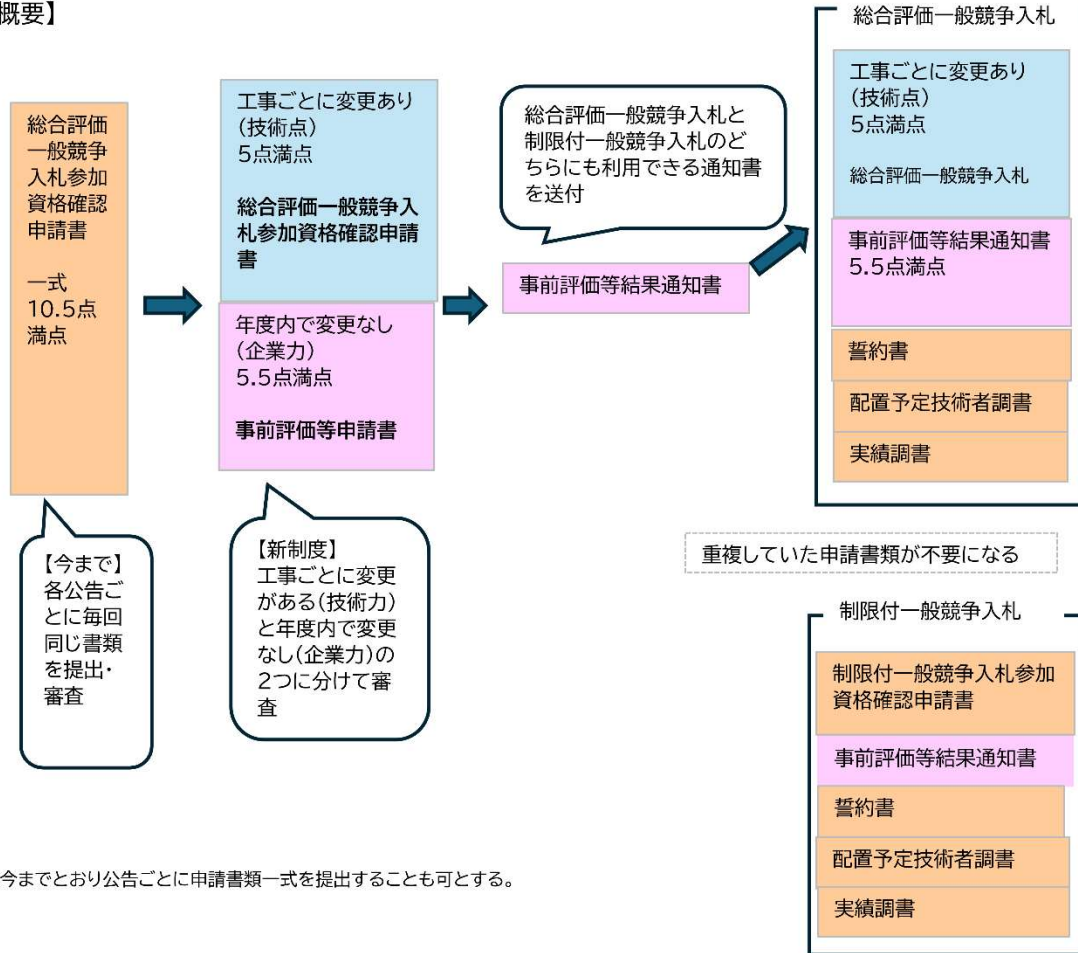 概要】
総合評価
一般競争
入札参加
資格確認
申請書
一式
10.5点
満点
【今まで】
各公告ご
とに毎回
同じ書類
を提出・
審査
工事ごとに変更あり
(技術点)
5点満点
総合評価一般競争入
札参加資格確認申請
書
年度内で変更なし
(企業力)
5.5点満点
事前評価等申請書
【新制度】
工事ごとに変更
がある(技術力)
と年度内で変更
なし(企業力)の
2つに分けて審
査
総合評価一般競争入札と
制限付一般競争入札のど
ちらにも利用できる通知書
を送付
事前評価等結果通知書
総合評価一般競争入札
工事ごとに変更あり
(技術点)
5点満点
総合評価一般競争入札
事前評価等結果通知書
5.5点満点
誓約書
配置予定技術者調書
実績調書
重複していた申請書類が不要になる
制限付一般競争入札
制限付一般競争入札参加
資格確認申請書
事前評価等結果通知書
誓約書
配置予定技術者調書
実績調書
今までとおり公告ごとに申請書類一式を提出することも可とする。